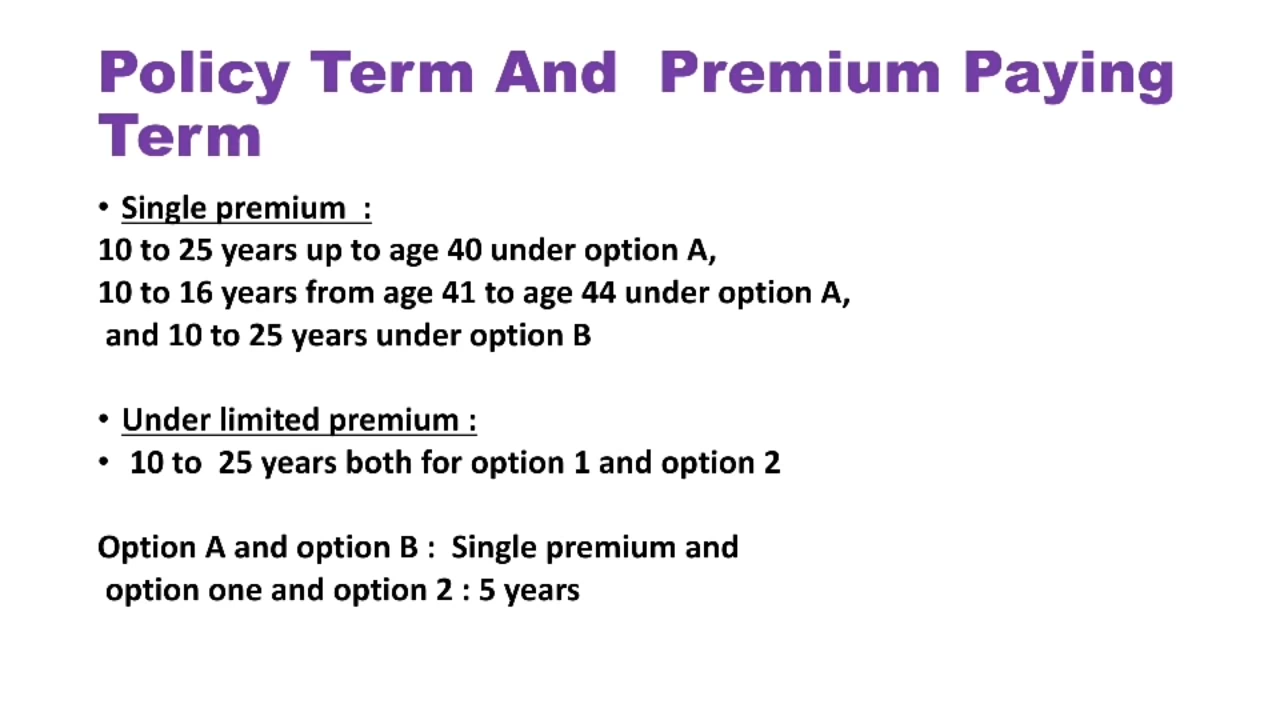 Policy Term And  Premium Paying
Term
• Single premium  :
10 to 25 years up to age 40 under option A,
10 to 16 years from age 41 to age 44 under option A,
 and 10 to 25 years under option B
• Under limited premium :
•  10 to  25 years both for option 1 and option 2
Option A and option B :  Single premium and
 option one and option 2 : 5 years